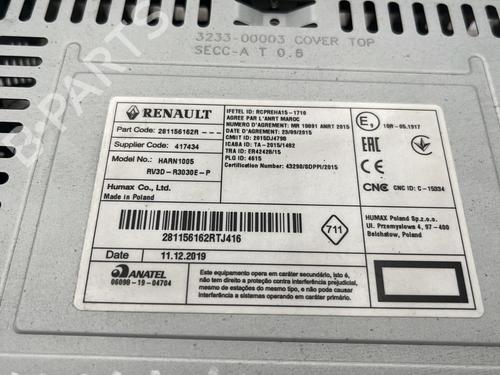 3233-00003 COVER TOP
SECC-A T 0.8
RENAULT
Part Code: 281156162R - - -
Supplier Code: 417434
Model No.: HARN1005
RV3D-R3030E-P
Humax Co., Ltd.
Made in Poland
IFETEL ID: RCPREHA15-1710
AGREE PAR L'ANRT MAROC
NUMERO D'AGREMENT: MR 10891 ANRT 2015
DATE D'AGREMENT: 23/09/2015
CMIIT ID: 2015DJ4790
ICASA ID: TA-2015/1492
TRA ID: ER42428/15
PLG ID: 4615
Certification Number: 43290/SDPPI/2015
10R-05.1917
CNC ID: C-15334
281156162RTJ416
711
HUMAX Poland Sp.z.o.o.
Ul. Przemyslowa 4, 97-400
Belchatow, Poland
Date 11.12.2019
ANATEL
06098-19-04704
Este equipamento opera em caráter secundário, isto é, não
tem direito a proteção contra interferência prejudicial,
mesmo de estações do mesmo tipo, e não pode causar
interferência a sistemas operando em caráter primário.